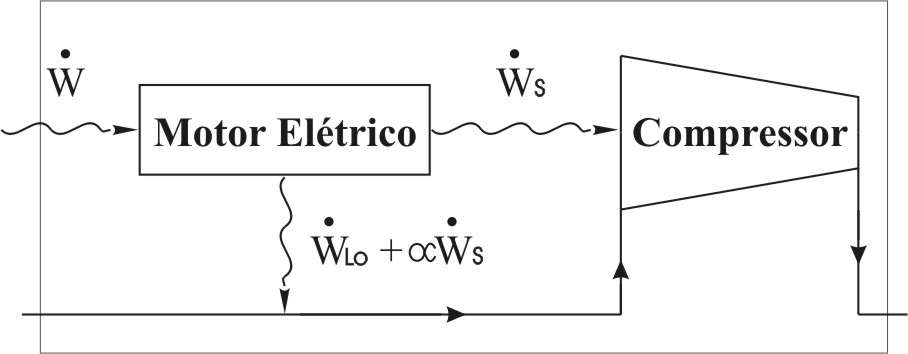 Ẇ
Ẇs
Motor Elétrico
Compressor
ẆLo + ∝Ẇs